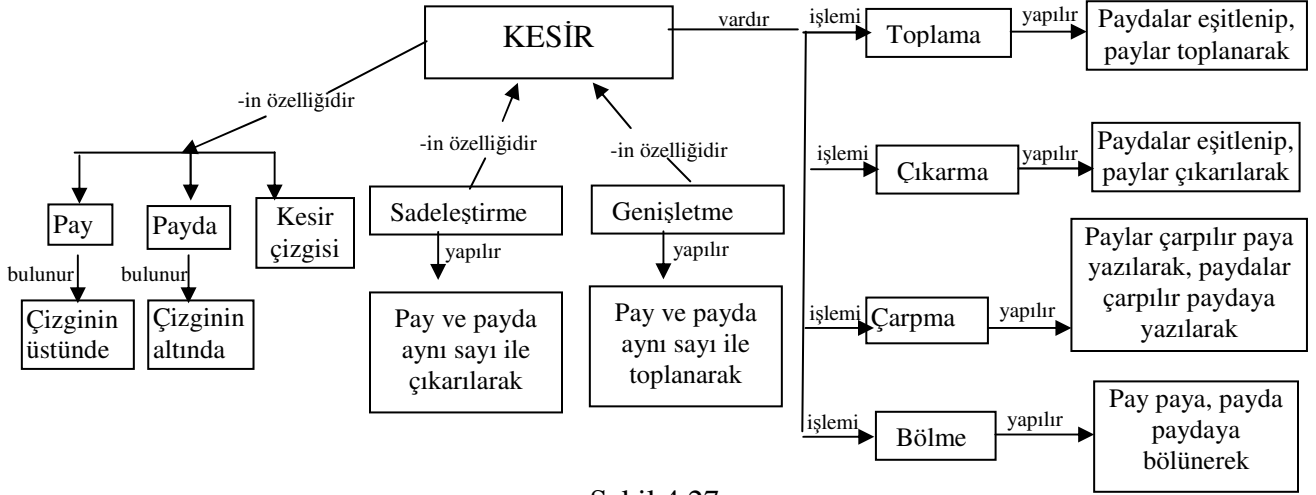 KESİR
vardır
işlemi
Toplama
yapılır
Paydalar eşitlenip,
paylar toplanarak
-in özelliğidir
-in özelliğidir
-in özelliğidir
işlemi
Çıkarma
yapılır
Paydalar eşitlenip,
paylar çıkarılarak
Pay
Payda
Kesir
çizgisi
Sadeleştirme
Genişletme
bulunur
bulunur
yapılır
yapılır
Çizginin
üstünde
Çizginin
altında
Pay ve payda
aynı sayı ile
çıkarılarak
Pay ve payda
aynı sayı ile
toplanarak
işlemi
Çarpma
yapılır
Paylar çarpılır paya
yazılarak, paydalar
çarpılır paydaya
yazılarak
işlemi
Bölme
yapılır
Pay paya, payda
paydaya
bölünerek